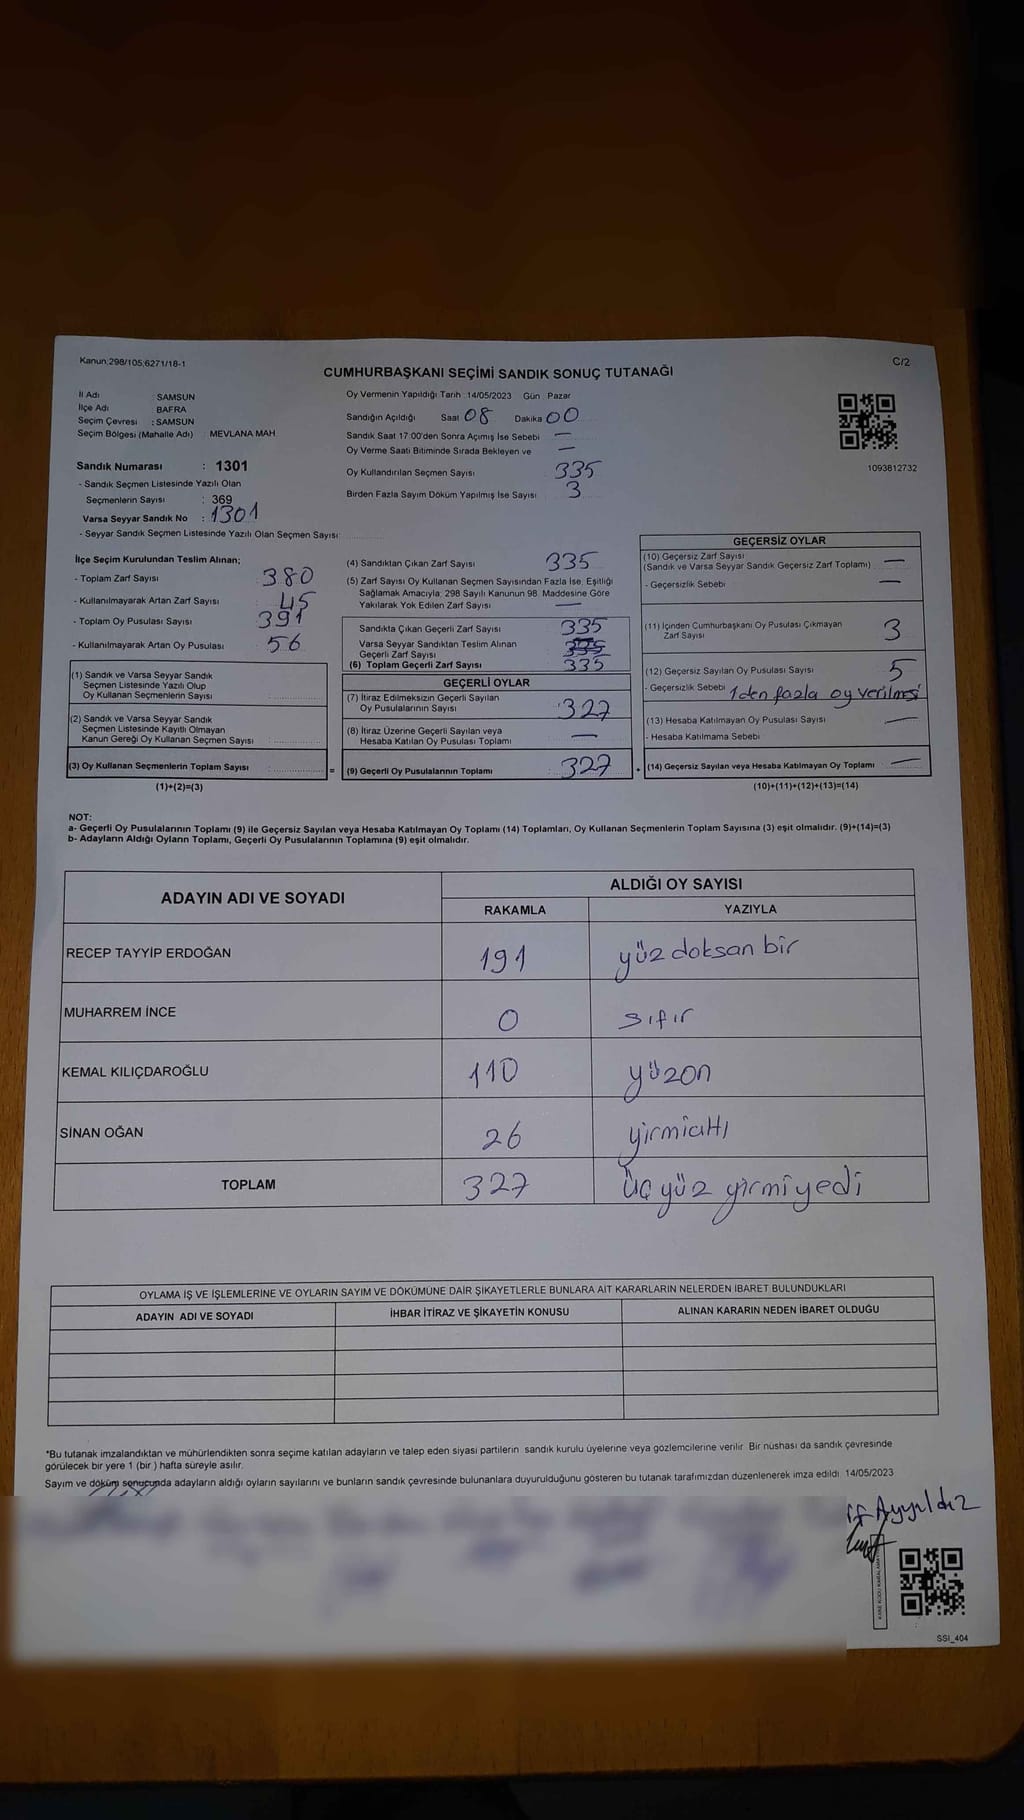 Kanun:298/105;6271/18-1
C/2
CUMHURBAŞKANI SEÇİMİ SANDIK SONUÇ TUTANAĞI
İl Adı SAMSUN
İlçe Adı BAFRA
Seçim Çevresi : SAMSUN
Seçim Bölgesi (Mahalle Adı) : MEVLANA MAH
Sandık Numarası : 1301
- Sandık Seçmen Listesinde Yazılı Olan
Seçmenlerin Sayısı : 369
Varsa Seyyar Sandık No : 1301
- Seyyar Sandık Seçmen Listesinde Yazılı Olan Seçmen Sayısı:
Oy Vermenin Yapıldığı Tarih :14/05/2023 Gün : Pazar
Sandığın Açıldığı Saat 08 Dakika 00
Sandık Saat 17:00'den Sonra Açımış İse Sebebi —
Oy Verme Saati Bitiminde Sırada Bekleyen ve —
Oy Kullandırılan Seçmen Sayısı 335
Birden Fazla Sayım Döküm Yapılmış İse Sayısı 3
1093812732
İlçe Seçim Kurulundan Teslim Alınan;
- Toplam Zarf Sayısı : 380
- Kullanılmayarak Artan Zarf Sayısı : 45
- Toplam Oy Pusulası Sayısı : 391
- Kullanılmayarak Artan Oy Pusulası : 56
(1) Sandık ve Varsa Seyyar Sandık
Seçmen Listesinde Yazılı Olup
Oy Kullanan Seçmenlerin Sayısı :
(2) Sandık ve Varsa Seyyar Sandık
Seçmen Listesinde Kayıtlı Olmayan
Kanun Gereği Oy Kullanan Seçmen Sayısı :
(3) Oy Kullanan Seçmenlerin Toplam Sayısı : =
(1)+(2)=(3)
(4) Sandıktan Çıkan Zarf Sayısı 335
(5) Zarf Sayısı Oy Kullanan Seçmen Sayısından Fazla İse, Eşitliği
Sağlamak Amacıyla, 298 Sayılı Kanunun 98. Maddesine Göre
Yakılarak Yok Edilen Zarf Sayısı —
Sandıkta Çıkan Geçerli Zarf Sayısı 335
Varsa Seyyar Sandıktan Teslim Alınan
Geçerli Zarf Sayısı
(6) Toplam Geçerli Zarf Sayısı 335
GEÇERLİ OYLAR
(7) İtiraz Edilmeksizin Geçerli Sayılan
Oy Pusulalarının Sayısı : 327
(8) İtiraz Üzerine Geçerli Sayılan veya
Hesaba Katılan Oy Pusulası Toplamı : —
(9) Geçerli Oy Pusulalarının Toplamı : 327 +
GEÇERSİZ OYLAR
(10) Geçersiz Zarf Sayısı
(Sandık ve Varsa Seyyar Sandık Geçersiz Zarf Toplamı) —
- Geçersizlik Sebebi —
(11) İçinden Cumhurbaşkanı Oy Pusulası Çıkmayan
Zarf Sayısı 3
(12) Geçersiz Sayılan Oy Pusulası Sayısı 5
- Geçersizlik Sebebi 1 den fazla oy verilmesi
(13) Hesaba Katılmayan Oy Pusulası Sayısı —
- Hesaba Katılmama Sebebi
(14) Geçersiz Sayılan veya Hesaba Katılmayan Oy Toplamı —
(10)+(11)+(12)+(13)=(14)
NOT:
a- Geçerli Oy Pusulalarının Toplamı (9) ile Geçersiz Sayılan veya Hesaba Katılmayan Oy Toplamı (14) Toplamları, Oy Kullanan Seçmenlerin Toplam Sayısına (3) eşit olmalıdır. (9)+(14)=(3)
b- Adayların Aldığı Oyların Toplamı, Geçerli Oy Pusulalarının Toplamına (9) eşit olmalıdır.
ADAYIN ADI VE SOYADI
ALDIĞI OY SAYISI
RAKAMLA YAZIYLA
RECEP TAYYİP ERDOĞAN 191 yüz doksan bir
MUHARREM İNCE 0 sıfır
KEMAL KILIÇDAROĞLU 110 yüzon
SİNAN OĞAN 26 yirmialtı
TOPLAM 327 üçyüz yirmiyedi
OYLAMA İŞ VE İŞLEMLERİNE VE OYLARIN SAYIM VE DÖKÜMÜNE DAİR ŞİKAYETLERLE BUNLARA AİT KARARLARIN NELERDEN İBARET BULUNDUKLARI
ADAYIN ADI VE SOYADI İHBAR İTİRAZ VE ŞİKAYETİN KONUSU ALINAN KARARIN NEDEN İBARET OLDUĞU
*Bu tutanak imzalandıktan ve mühürlendikten sonra seçime katılan adayların ve talep eden siyasi partilerin sandık kurulu üyelerine veya gözlemcilerine verilir Bir nüshası da sandık çevresinde
görülecek bir yere 1 (bir ) hafta süreyle asılır.
Sayım ve döküm sonucunda adayların aldığı oyların sayılarını ve bunların sandık çevresinde bulunanlara duyurulduğunu gösteren bu tutanak tarafımızdan düzenlenerek imza edildi 14/05/2023
Ayyıldız
SSI_404